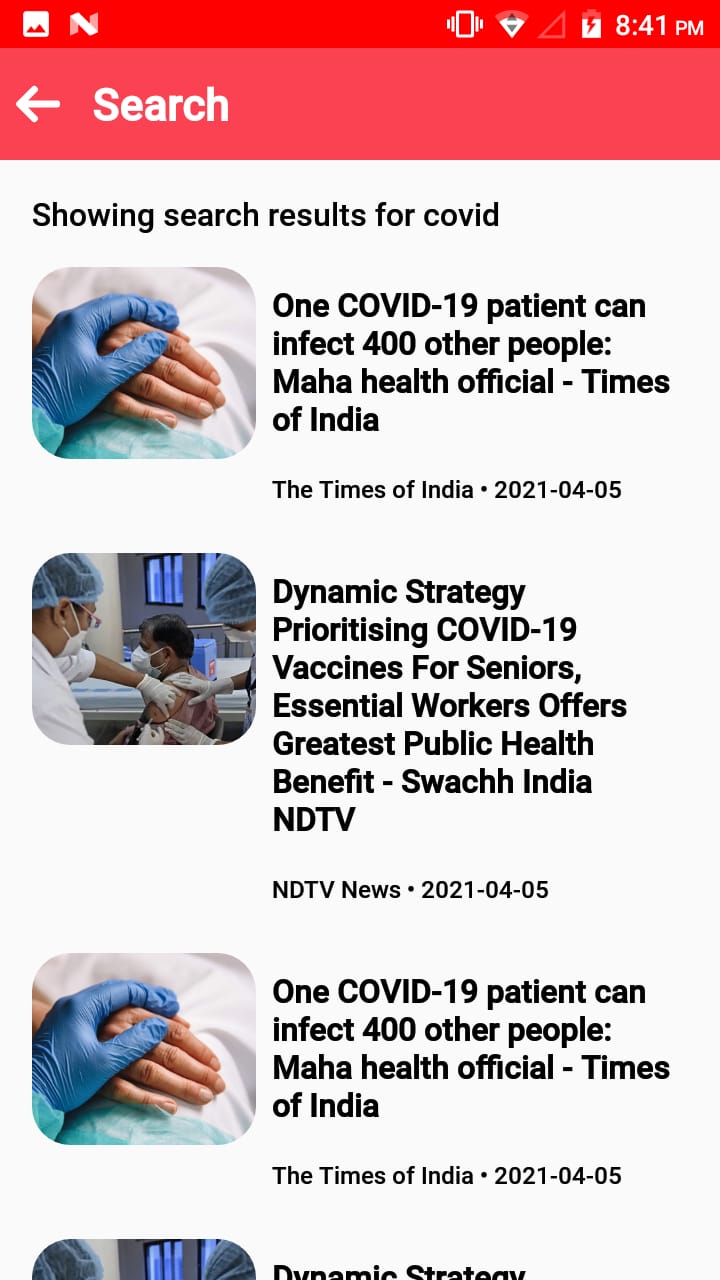 8:41 PM
Search
Showing search results for covid
One COVID-19 patient can
infect 400 other people:
Maha health official - Times
of India
The Times of India • 2021-04-05
Dynamic Strategy
Prioritising COVID-19
Vaccines For Seniors,
Essential Workers Offers
Greatest Public Health
Benefit - Swachh India
NDTV
NDTV News • 2021-04-05
One COVID-19 patient can
infect 400 other people:
Maha health official - Times
of India
The Times of India • 2021-04-05
Dynamic Strategy